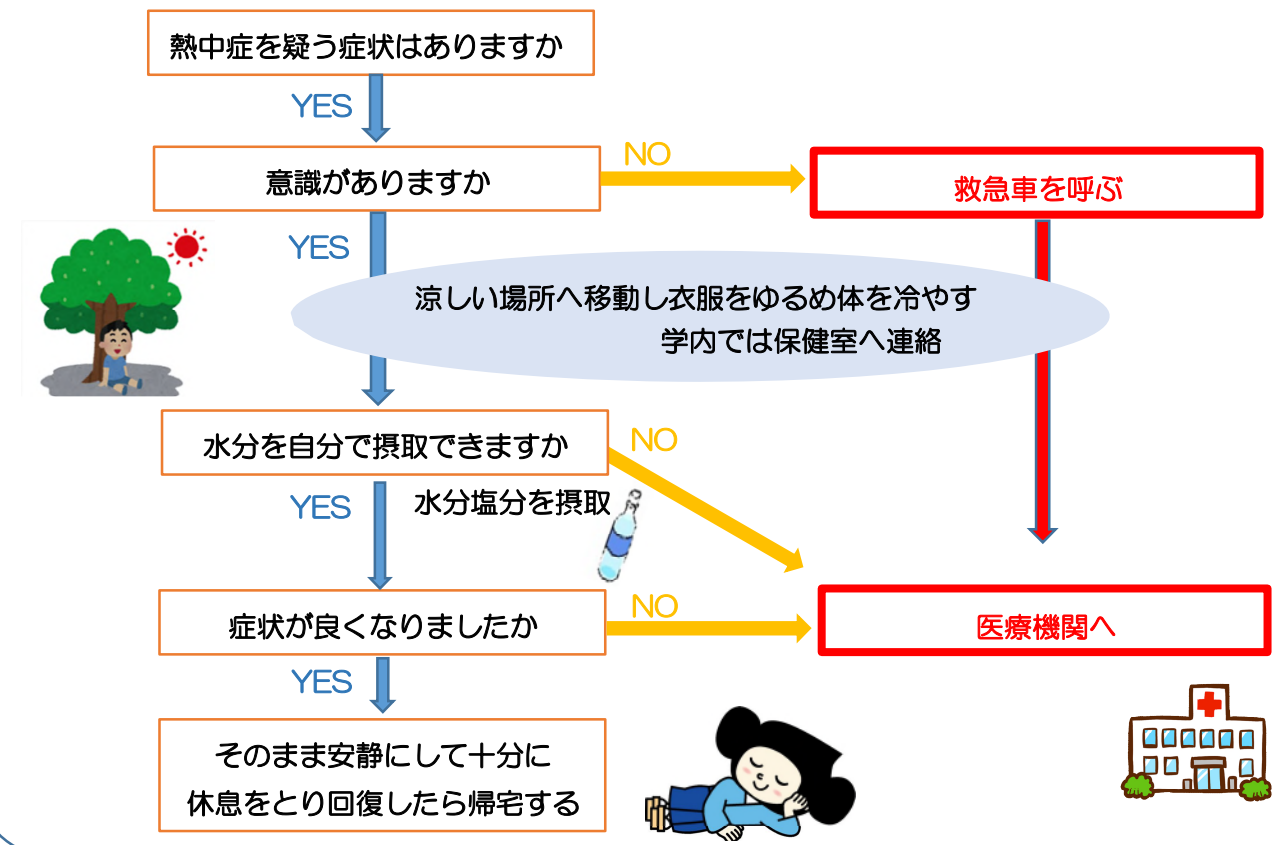 熱中症を疑う症状はありますか
YES
意識がありますか
NO
救急車を呼ぶ
YES
涼しい場所へ移動し衣服をゆるめ体を冷やす
学内では保健室へ連絡
水分を自分で摂取できますか
NO
YES
水分塩分を摂取
症状が良くなりましたか
NO
医療機関へ
YES
そのまま安静にして十分に
休息をとり回復したら帰宅する